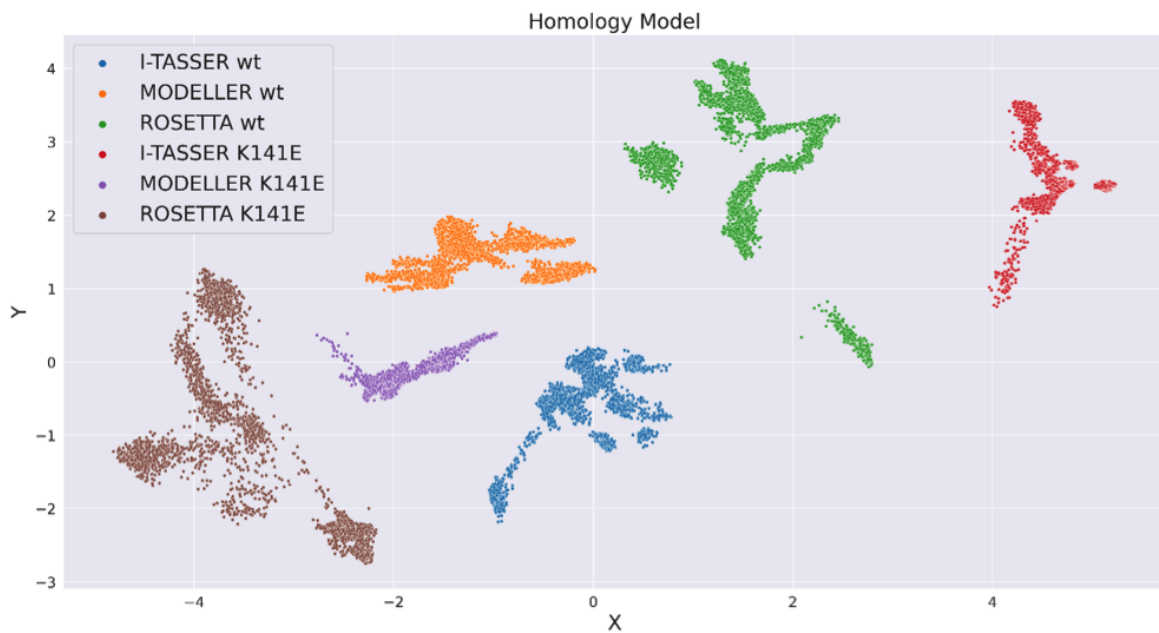 Homology Model
I-TASSER wt
MODELLER wt
ROSETTA wt
I-TASSER K141E
MODELLER K141E
ROSETTA K141E
4
3
2
1
0
−1
−2
−3
Y
−4 −2 0 2 4
X